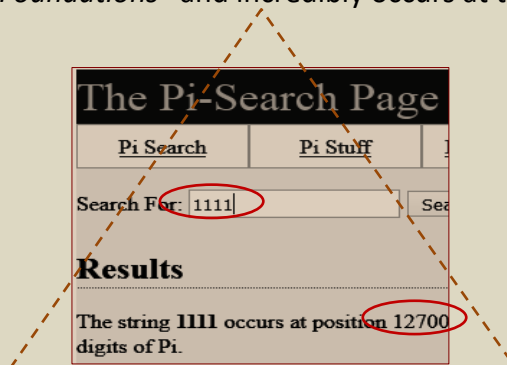 Foundations" and incredibly occurs at t
The Pi-Search Page
Pi Search Pi Stuff
Search For: 1111 Sea
Results
The string 1111 occurs at position 12700
digits of Pi.